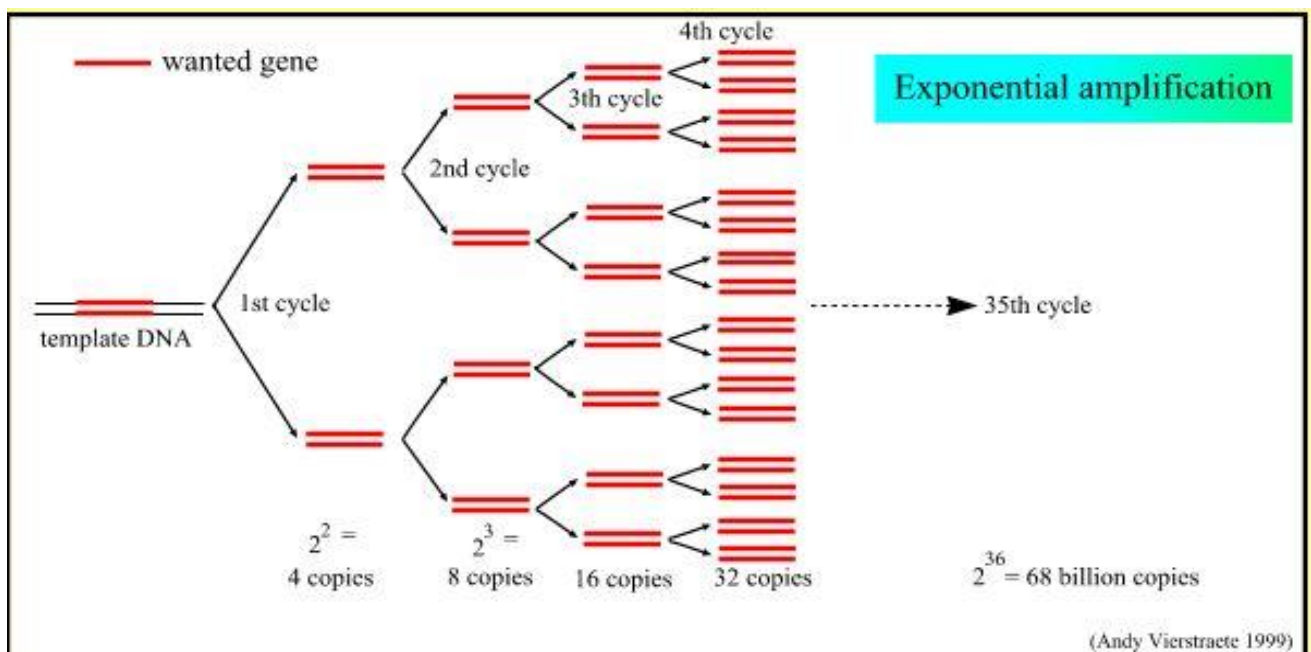 4th cycle
wanted gene
3th cycle
Exponential amplification
2nd cycle
1st cycle
template DNA
35th cycle
2^2 =
4 copies
2^3 =
8 copies
16 copies
32 copies
2^36 = 68 billion copies
(Andy Vierstraete 1999)